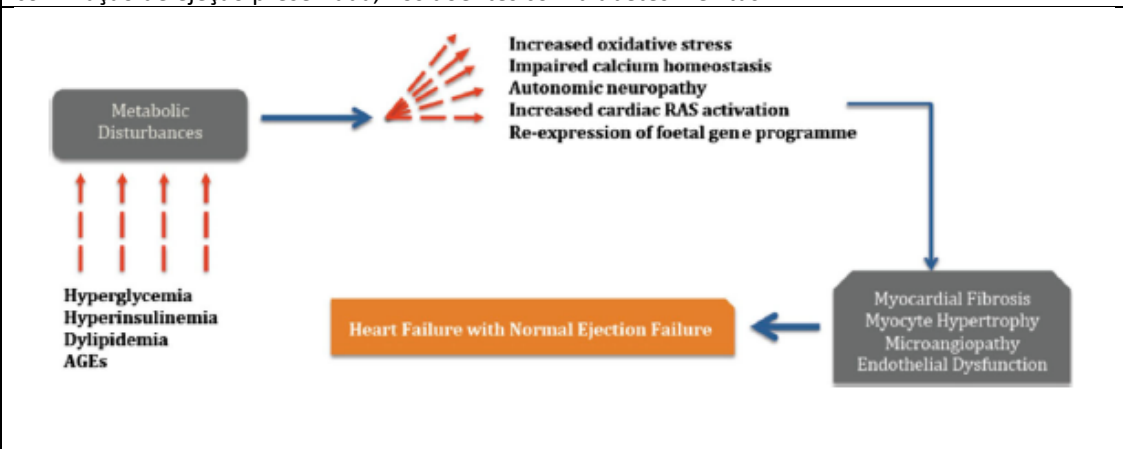 Increased oxidative stress
Impaired calcium homeostasis
Autonomic neuropathy
Increased cardiac RAS activation
Re-expression of foetal gene programme
Metabolic
Disturbances
Hyperglycemia
Hyperinsulinemia
Dylipidemia
AGEs
Heart Failure with Normal Ejection Failure
Myocardial Fibrosis
Myocyte Hypertrophy
Microangiopathy
Endothelial Dysfunction